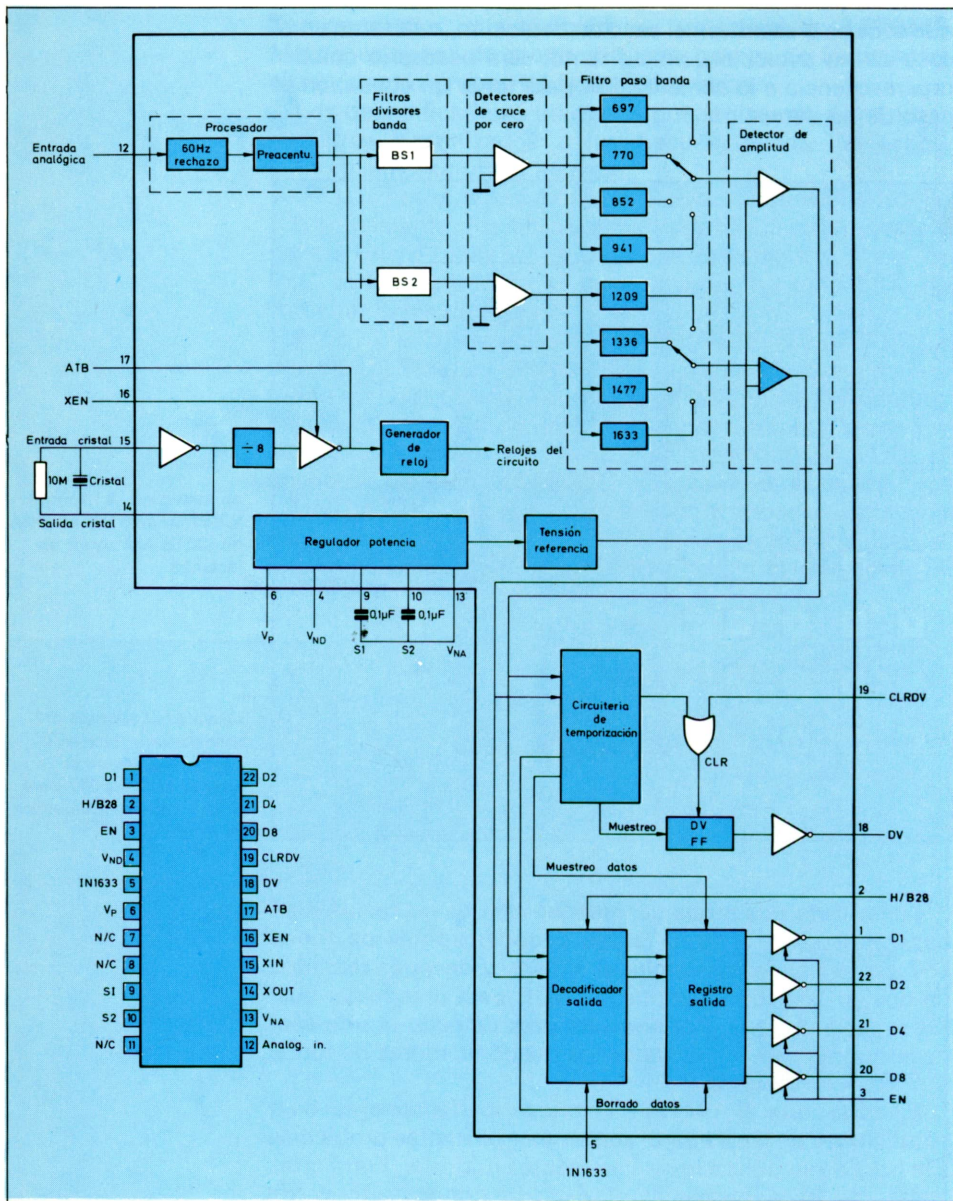 Procesador
60Hz
rechazo
Preacentu.
Entrada
analógica
12
Filtros
divisores
banda
BS1
BS2
Detectores
de cruce
por cero
Filtro paso banda
697
770
852
941
1209
1336
1477
1633
Detector de
amplitud
17
ATB
16
XEN
Entrada cristal 15
10M
Cristal
14
Salida cristal
÷ 8
Generador
de
reloj
Relojes del
circuito
Regulador potencia
Tensión
referencia
6 4 9 10 13
0,1µF 0,1µF
VP VND S1 S2 VNA
Circuitería
de
temporización
19 CLRDV
CLR
Muestreo
DV
FF
18 DV
Muestreo datos
2 H/B28
Decodificador
salida
Registro
salida
1 D1
22 D2
21 D4
20 D8
3 EN
Borrado datos
5
1N1633
D1 1 22 D2
H/B28 2 21 D4
EN 3 20 D8
VND 4 19 CLRDV
IN1633 5 18 DV
VP 6 17 ATB
N/C 7 16 XEN
N/C 8 15 XIN
SI 9 14 XOUT
S2 10 13 VNA
N/C 11 12 Analog. in.